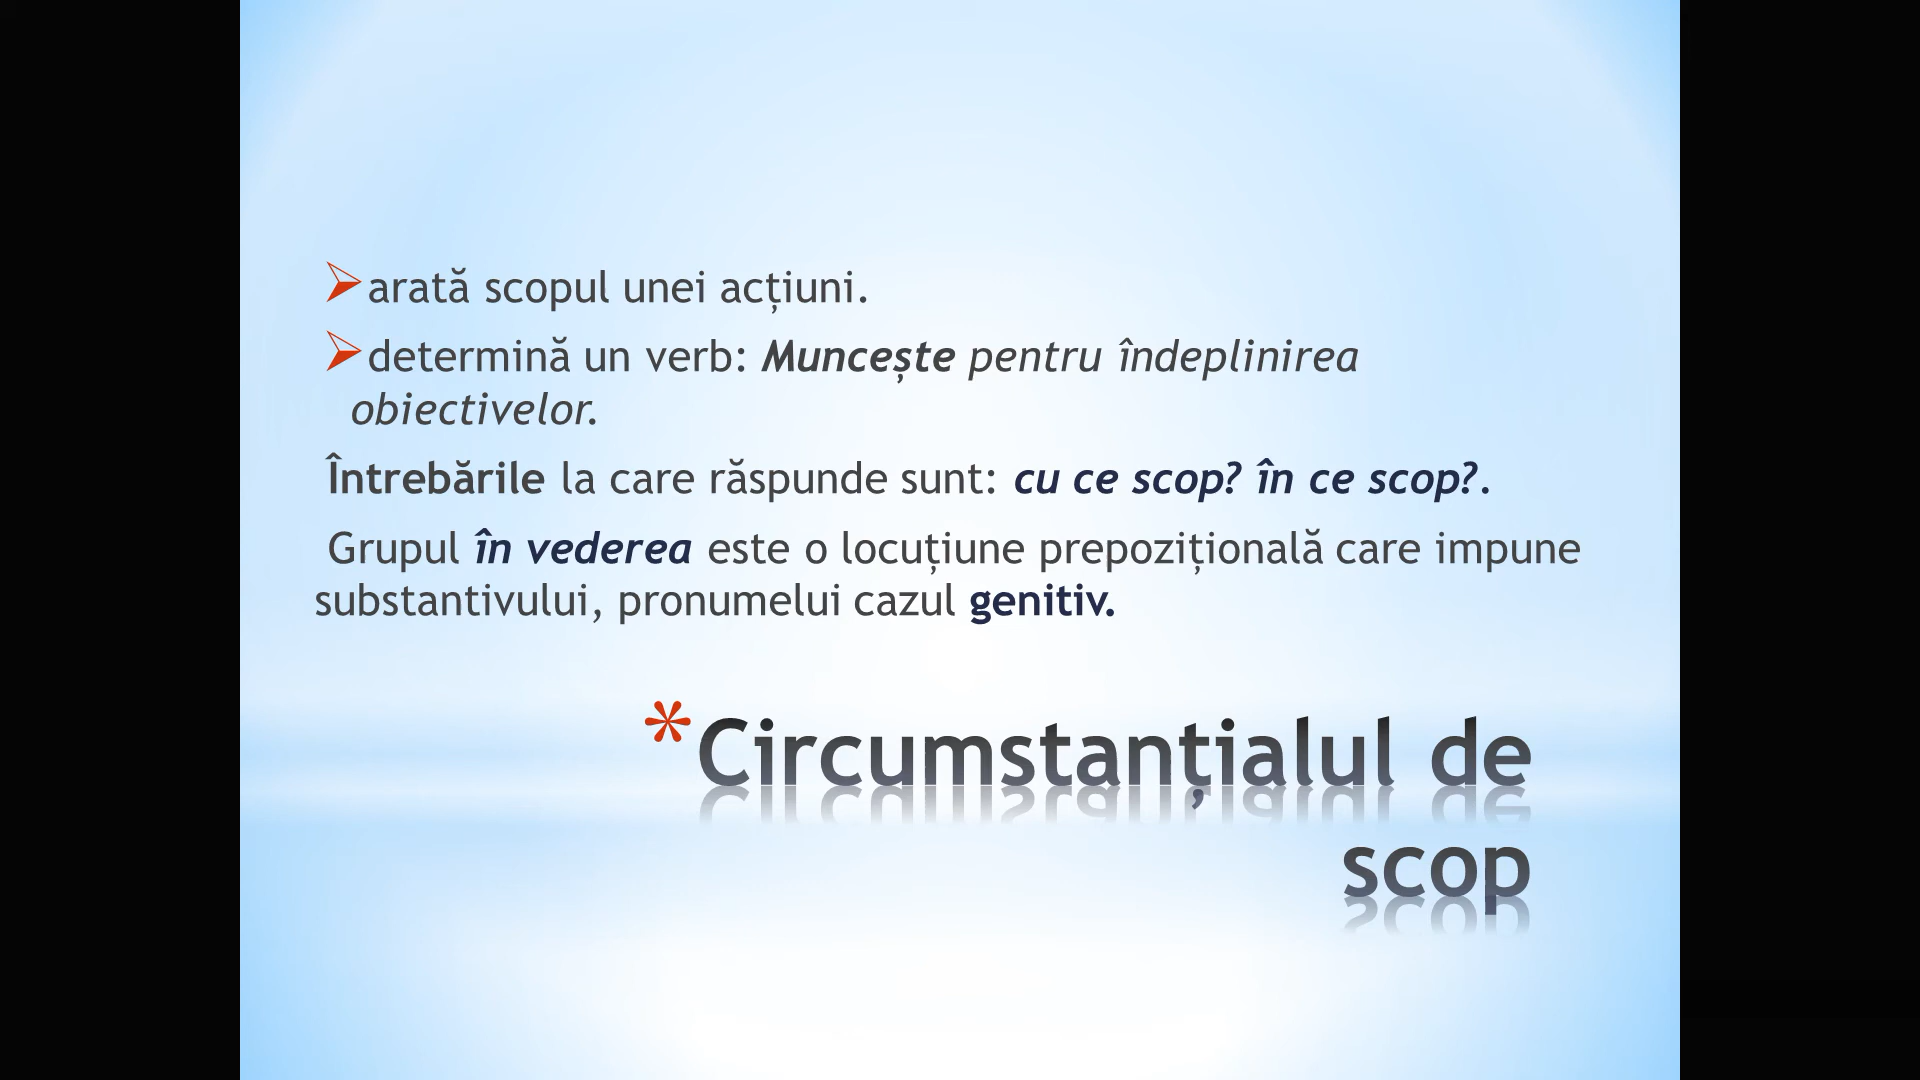 arată scopul unei acțiuni.
determină un verb: Muncește pentru îndeplinirea
obiectivelor.
Întrebările la care răspunde sunt: cu ce scop? în ce scop?.
Grupul în vederea este o locuțiune prepozițională care impune
substantivului, pronumelui cazul genitiv.
*Circumstanțialul de
scop